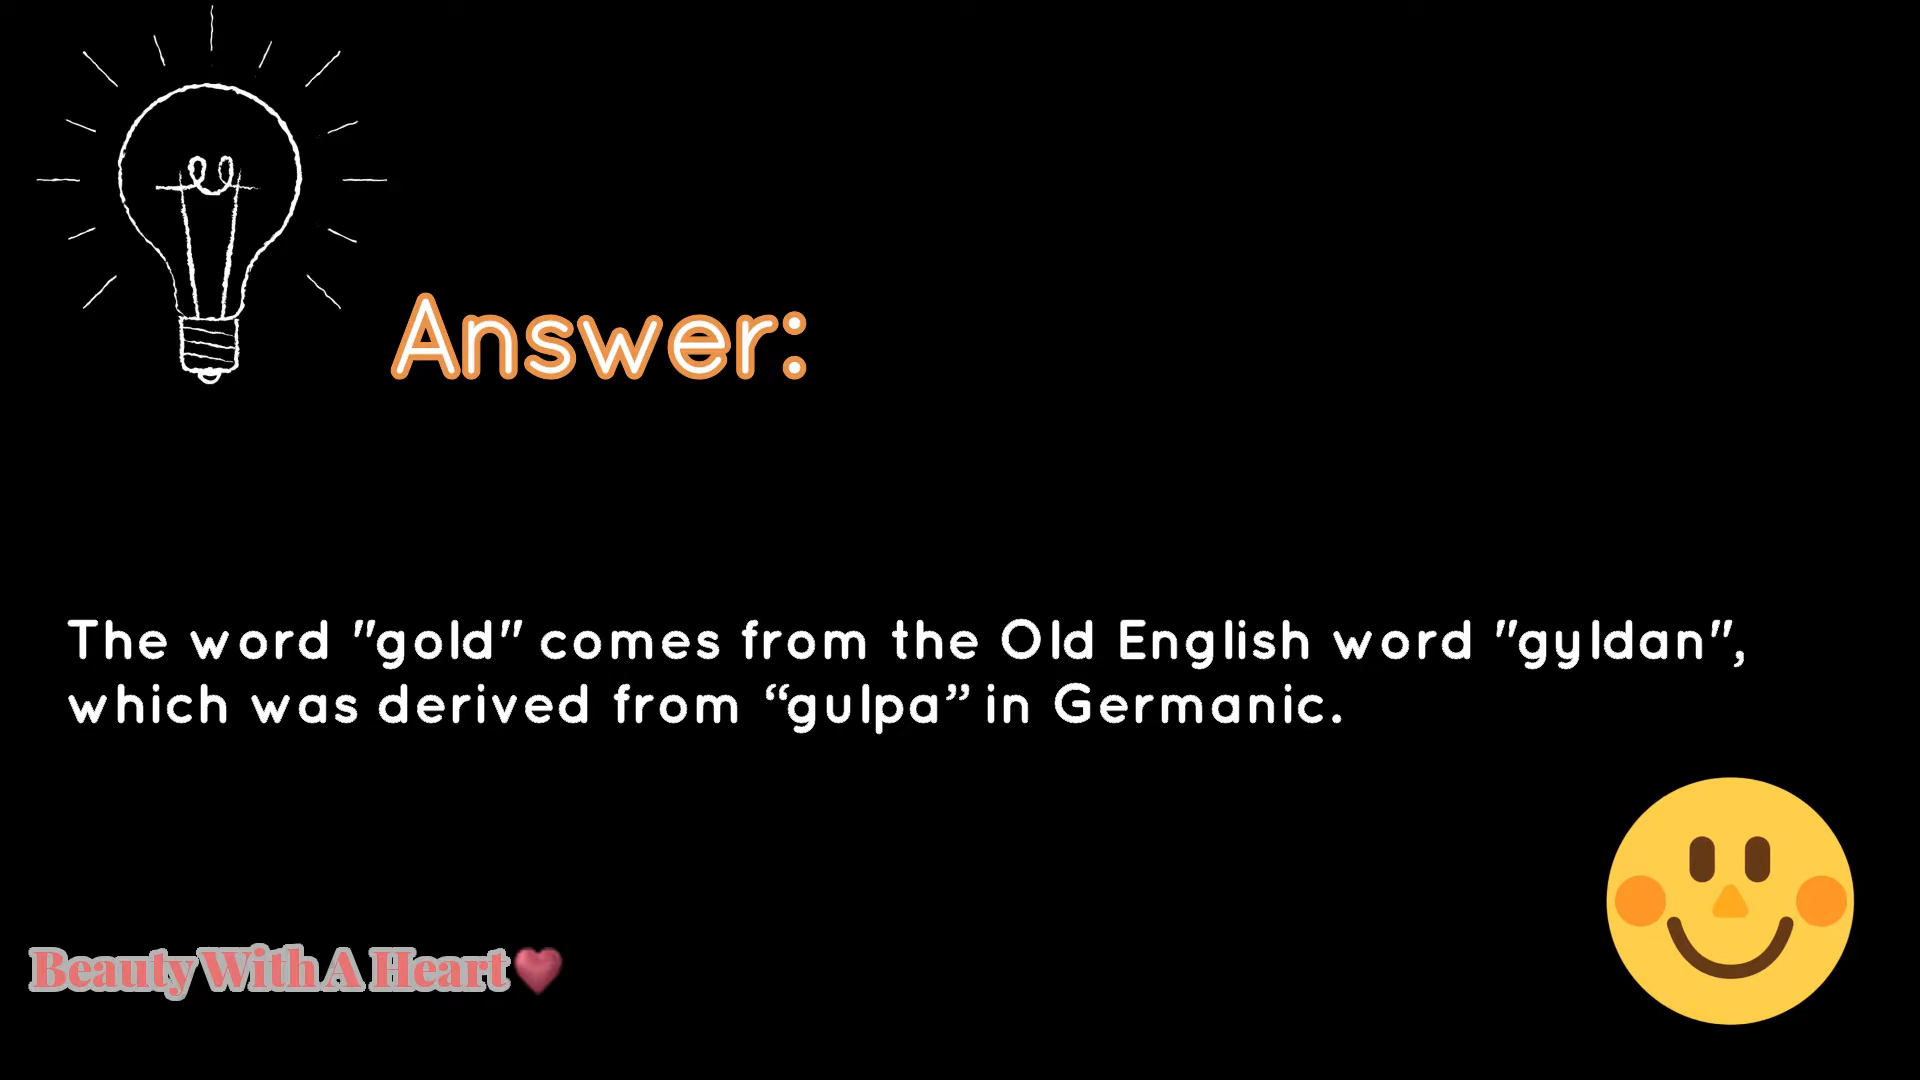 Answer:
The word "gold" comes from the Old English word "gyldan",
which was derived from “gulpa” in Germanic.
Beauty With A Heart